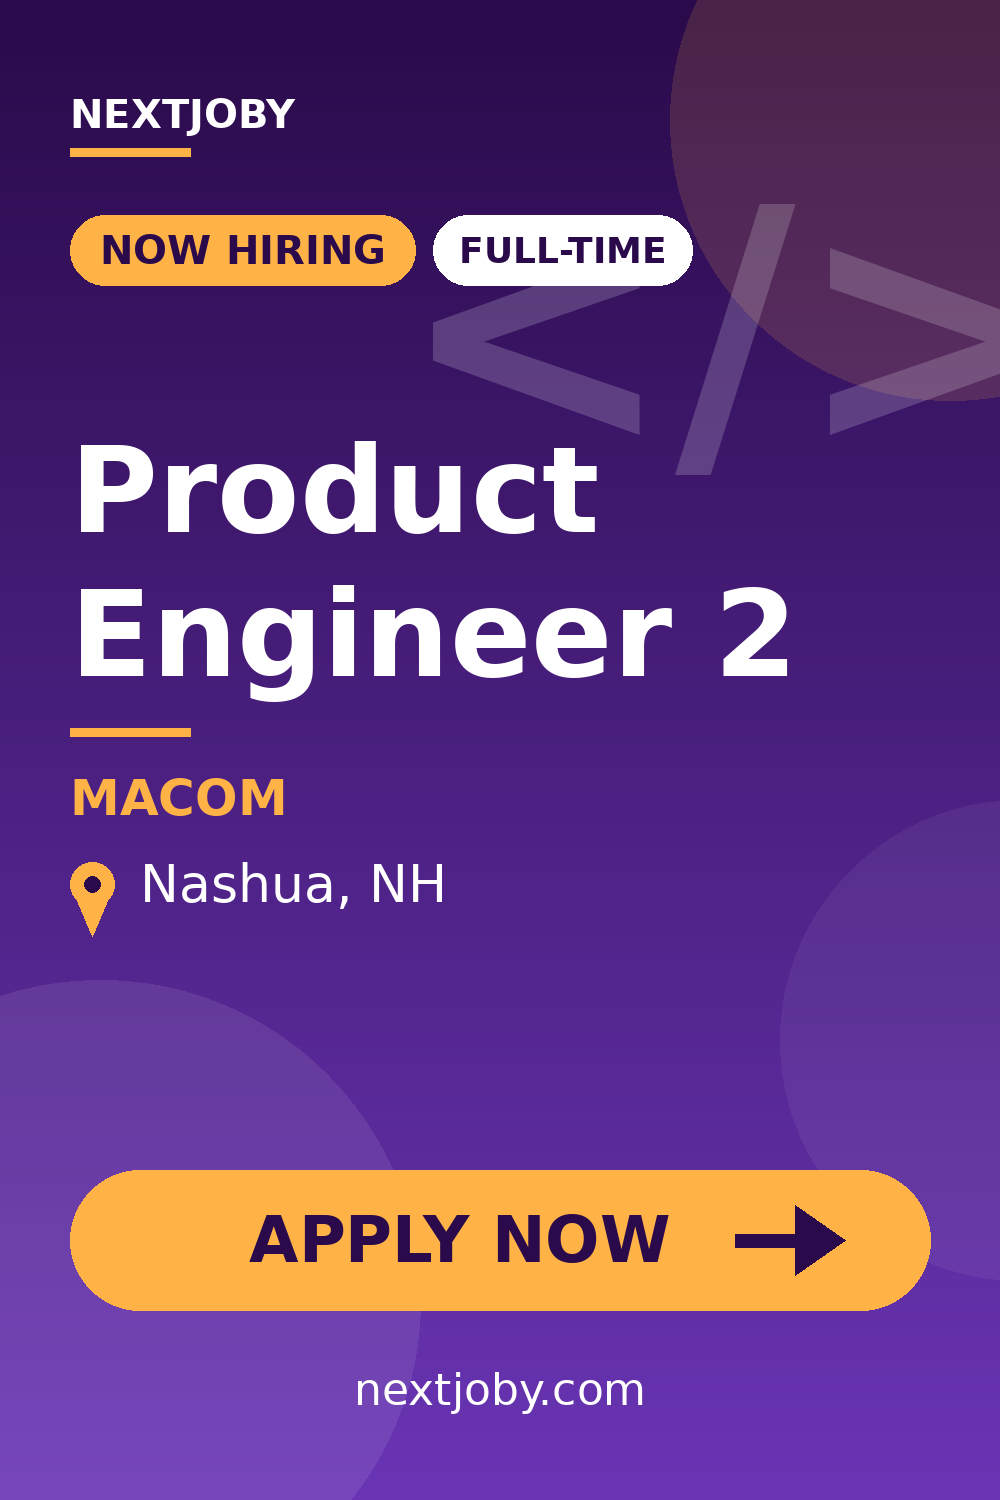 NEXTJOBY
NOW HIRING FULL-TIME
</>
Product
Engineer 2
MACOM
Nashua, NH
APPLY NOW
nextjoby.com